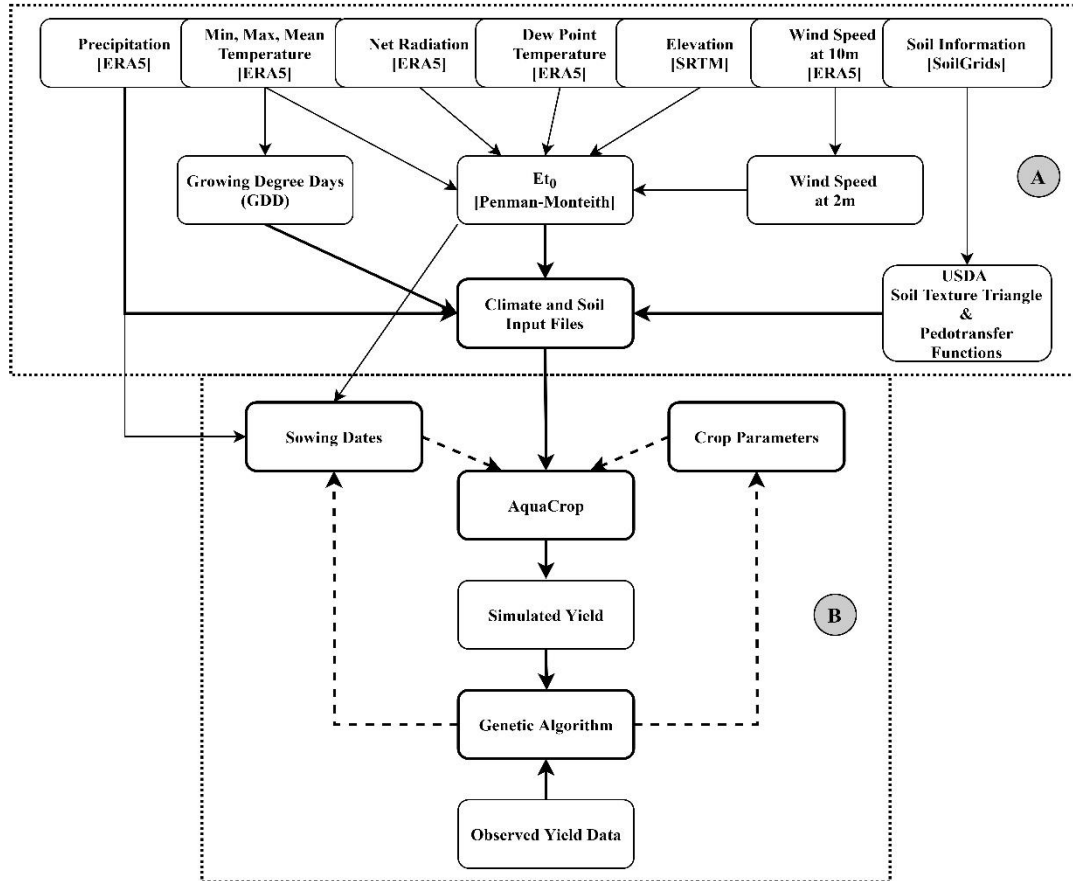 Precipitation
[ERA5]
Min, Max, Mean
Temperature
[ERA5]
Net Radiation
[ERA5]
Dew Point
Temperature
[ERA5]
Elevation
[SRTM]
Wind Speed
at 10m
[ERA5]
Soil Information
[SoilGrids]
Growing Degree Days
(GDD)
Et₀
[Penman-Monteith]
Wind Speed
at 2m
A
Climate and Soil
Input Files
USDA
Soil Texture Triangle
&
Pedotransfer
Functions
Sowing Dates
Crop Parameters
AquaCrop
Simulated Yield
B
Genetic Algorithm
Observed Yield Data